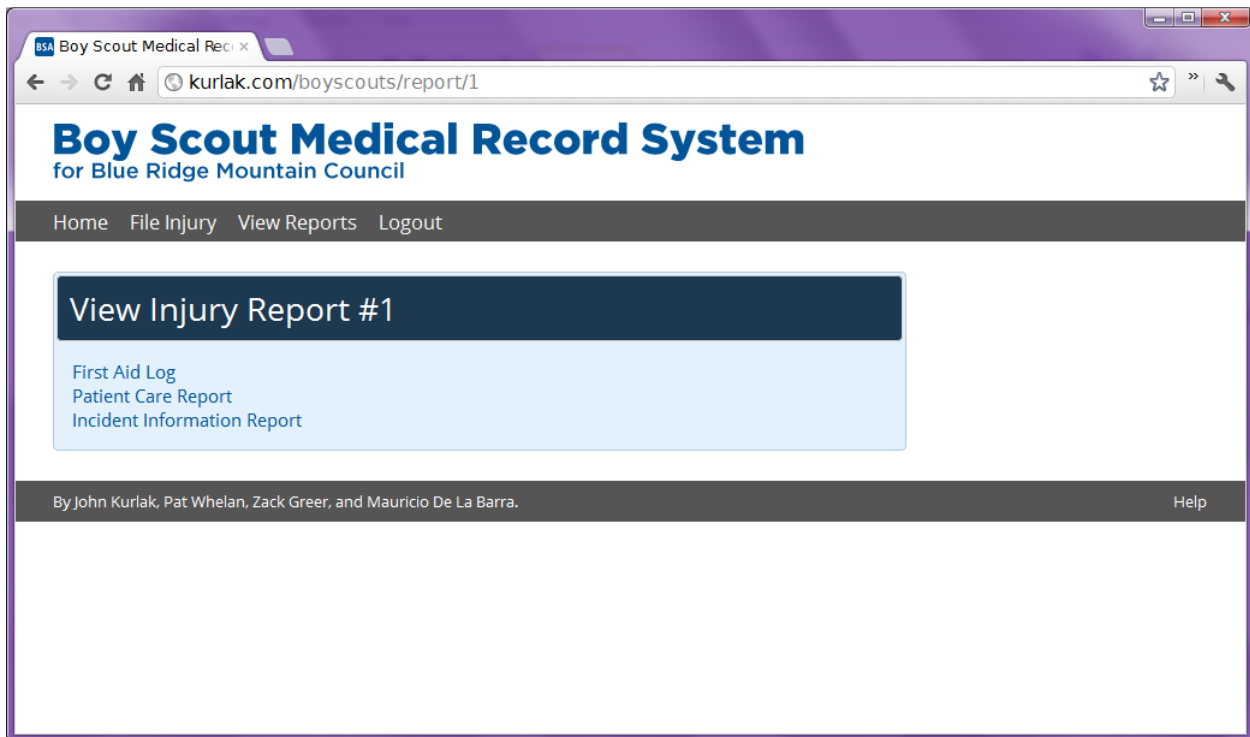 BSA Boy Scout Medical Rec
kurlak.com/boyscouts/report/1
Boy Scout Medical Record System
for Blue Ridge Mountain Council
Home File Injury View Reports Logout
View Injury Report #1
First Aid Log
Patient Care Report
Incident Information Report
By John Kurlak, Pat Whelan, Zack Greer, and Mauricio De La Barra. Help